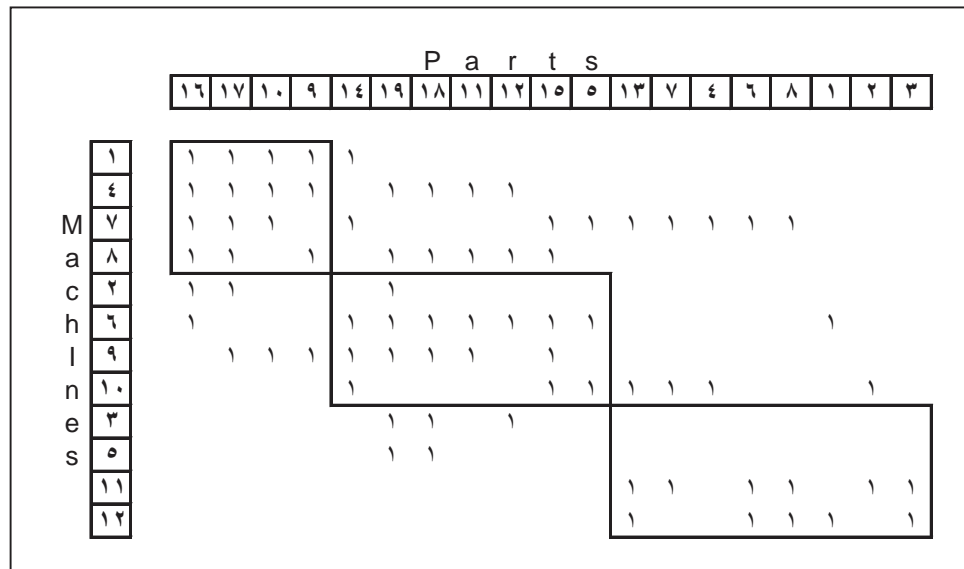 P a r t s
١٦ ١٧ ١٠ ٩ ١٤ ١٩ ١٨ ١١ ١٢ ١٥ ٥ ١٣ ٧ ٤ ٦ ٨ ١ ٢ ٣
١ ١ ١ ١ ١ ١
٤ ١ ١ ١ ١ ١ ١ ١ ١
M ٧ ١ ١ ١ ١ ١ ١ ١ ١ ١ ١ ١
a ٨ ١ ١ ١ ١ ١ ١ ١ ١
c ٢ ١ ١ ١
h ٦ ١ ١ ١ ١ ١ ١ ١ ١ ١
I ٩ ١ ١ ١ ١ ١ ١ ١ ١
n ١٠ ١ ١ ١ ١ ١ ١ ١
e ٣ ١ ١ ١
s ٥ ١ ١
١١ ١ ١ ١ ١ ١ ١
١٢ ١ ١ ١ ١ ١